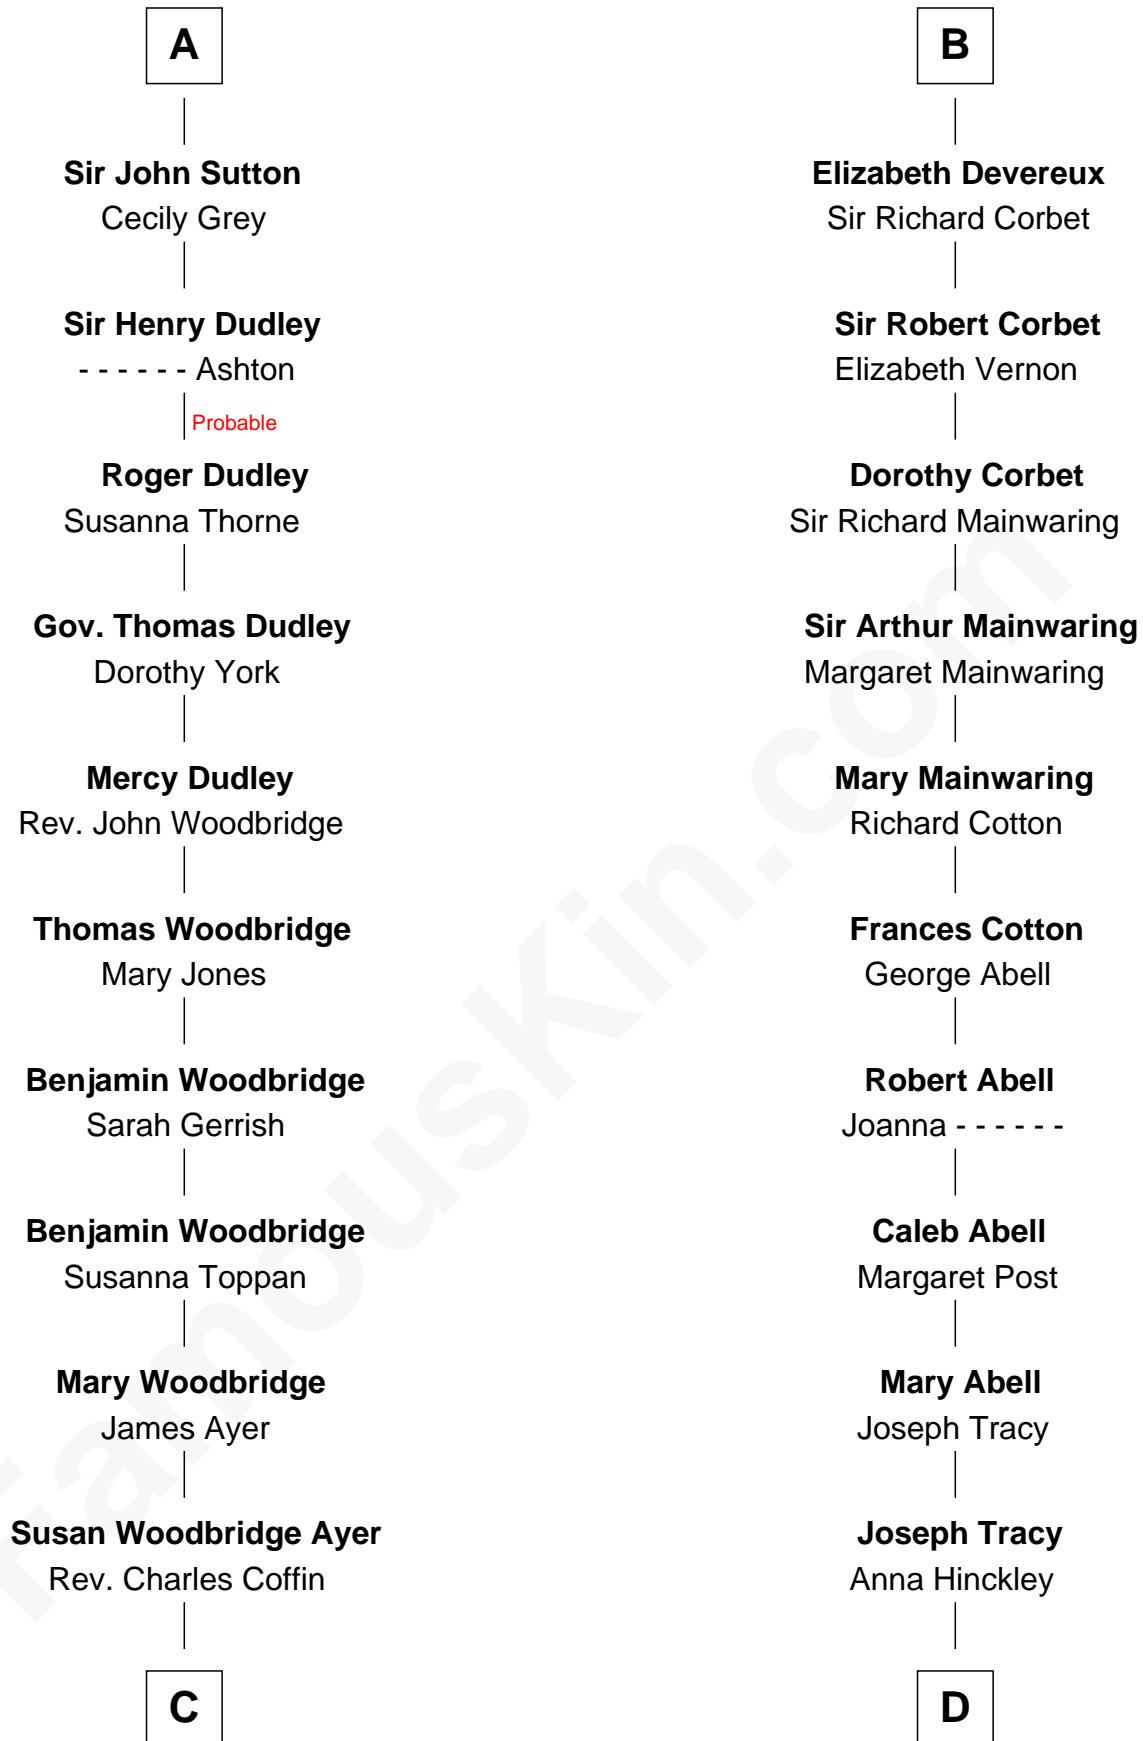 A
Sir John Sutton
Cecily Grey
Sir Henry Dudley
- - - - - - Ashton
Probable
Roger Dudley
Susanna Thorne
Gov. Thomas Dudley
Dorothy York
Mercy Dudley
Rev. John Woodbridge
Thomas Woodbridge
Mary Jones
Benjamin Woodbridge
Sarah Gerrish
Benjamin Woodbridge
Susanna Toppan
Mary Woodbridge
James Ayer
Susan Woodbridge Ayer
Rev. Charles Coffin
C
B
Elizabeth Devereux
Sir Richard Corbet
Sir Robert Corbet
Elizabeth Vernon
Dorothy Corbet
Sir Richard Mainwaring
Sir Arthur Mainwaring
Margaret Mainwaring
Mary Mainwaring
Richard Cotton
Frances Cotton
George Abell
Robert Abell
Joanna - - - - - -
Caleb Abell
Margaret Post
Mary Abell
Joseph Tracy
Joseph Tracy
Anna Hinckley
D
FamousKin.com